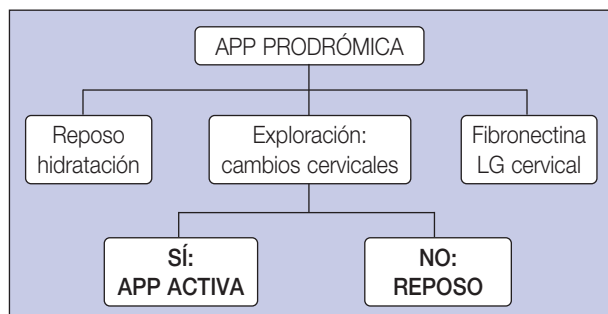 APP PRODRÓMICA
Reposo
hidratación
Exploración:
cambios cervicales
Fibronectina
LG cervical
SÍ:
APP ACTIVA
NO:
REPOSO